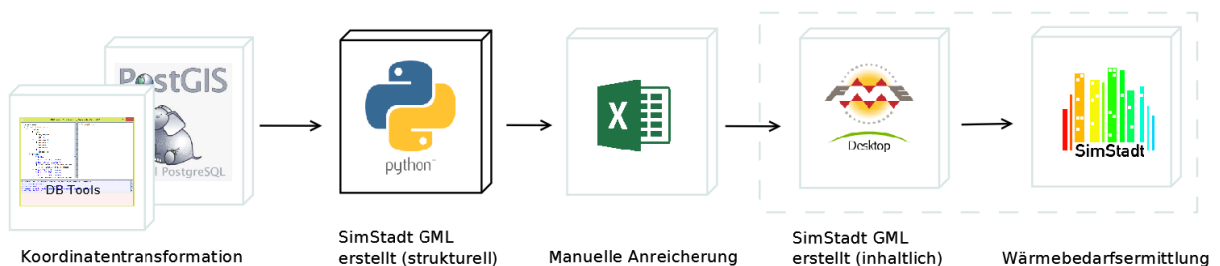 PostGIS
PostgreSQL
DB Tools
python
X
FME
Desktop
SimStadt
Koordinatentransformation
SimStadt GML
erstellt (strukturell)
Manuelle Anreicherung
SimStadt GML
erstellt (inhaltlich)
Wärmebedarfsermittlung